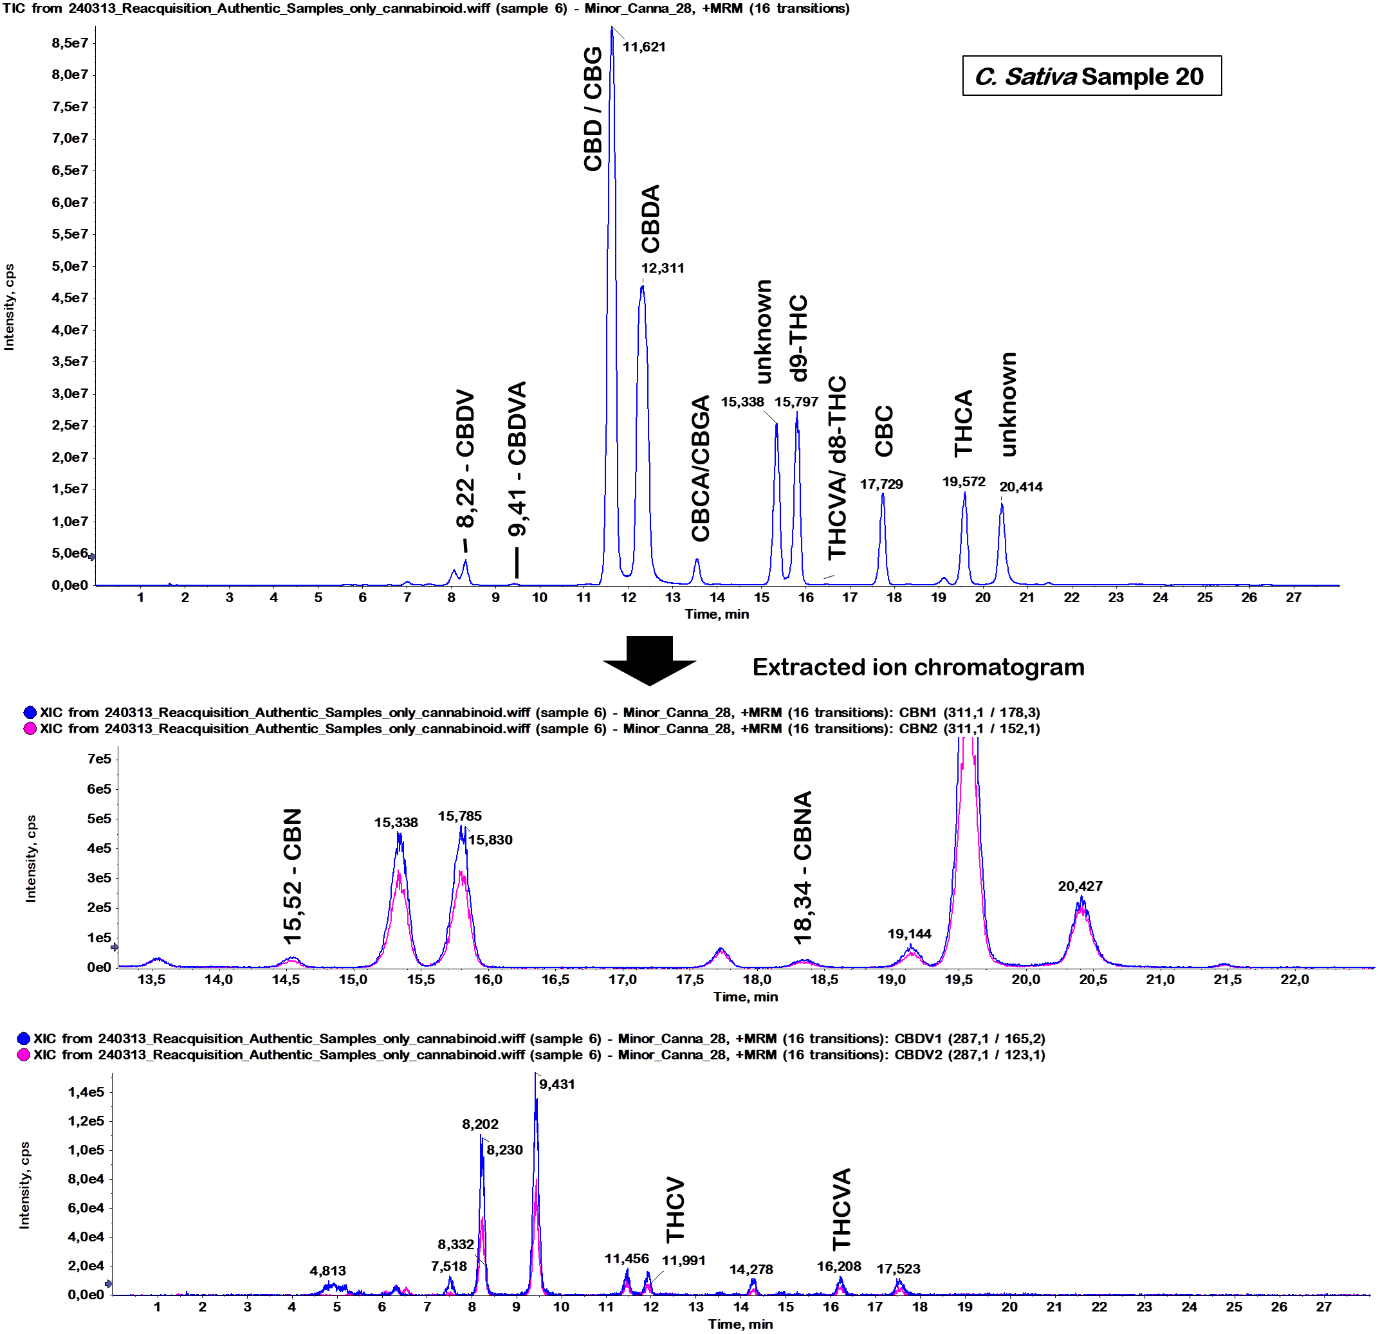 TIC from 240313_Reacquisition_Authentic_Samples_only_cannabinoid.wiff (sample 6) - Minor_Canna_28, +MRM (16 transitions)
C. Sativa Sample 20
Intensity, cps
8,5e7
8,0e7
7,5e7
7,0e7
6,5e7
6,0e7
5,5e7
5,0e7
4,5e7
4,0e7
3,5e7
3,0e7
2,5e7
2,0e7
1,5e7
1,0e7
5,0e6
0,0e0
8,22 - CBDV
9,41 - CBDVA
CBD / CBG
11,621
CBDA
12,311
CBCA/CBGA
unknown
15,338
d9-THC
15,797
THCVA/ d8-THC
CBC
17,729
THCA
19,572
unknown
20,414
1 2 3 4 5 6 7 8 9 10 11 12 13 14 15 16 17 18 19 20 21 22 23 24 25 26 27
Time, min
Extracted ion chromatogram
XIC from 240313_Reacquisition_Authentic_Samples_only_cannabinoid.wiff (sample 6) - Minor_Canna_28, +MRM (16 transitions): CBN1 (311,1 / 178,3)
XIC from 240313_Reacquisition_Authentic_Samples_only_cannabinoid.wiff (sample 6) - Minor_Canna_28, +MRM (16 transitions): CBN2 (311,1 / 152,1)
Intensity, cps
7e5
6e5
5e5
4e5
3e5
2e5
1e5
0e0
15,52 - CBN
15,338
15,785
15,830
18,34 - CBNA
19,144
20,427
13,5 14,0 14,5 15,0 15,5 16,0 16,5 17,0 17,5 18,0 18,5 19,0 19,5 20,0 20,5 21,0 21,5 22,0
Time, min
XIC from 240313_Reacquisition_Authentic_Samples_only_cannabinoid.wiff (sample 6) - Minor_Canna_28, +MRM (16 transitions): CBDV1 (287,1 / 165,2)
XIC from 240313_Reacquisition_Authentic_Samples_only_cannabinoid.wiff (sample 6) - Minor_Canna_28, +MRM (16 transitions): CBDV2 (287,1 / 123,1)
Intensity, cps
1,4e5
1,2e5
1,0e5
8,0e4
6,0e4
4,0e4
2,0e4
0,0e0
4,813
7,518
8,332
8,202
8,230
9,431
11,456
THCV
11,991
14,278
THCVA
16,208
17,523
1 2 3 4 5 6 7 8 9 10 11 12 13 14 15 16 17 18 19 20 21 22 23 24 25 26 27
Time, min